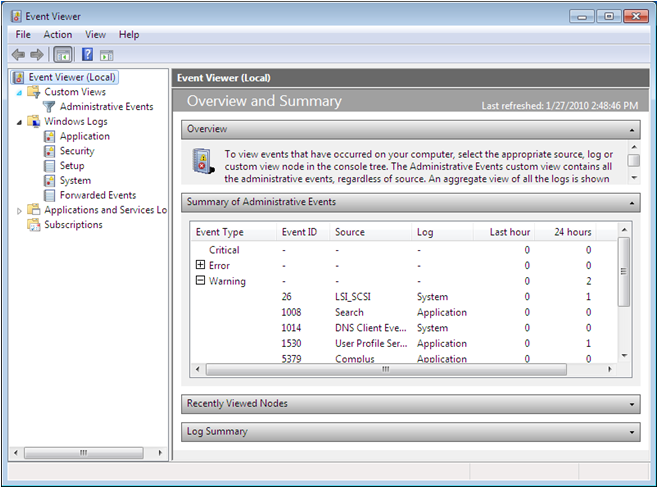 Event Viewer
File Action View Help
Event Viewer (Local)
Custom Views
Administrative Events
Windows Logs
Application
Security
Setup
System
Forwarded Events
Applications and Services Lo
Subscriptions
Event Viewer (Local)
Overview and Summary Last refreshed: 1/27/2010 2:48:46 PM
Overview
To view events that have occurred on your computer, select the appropriate source, log or
custom view node in the console tree. The Administrative Events custom view contains all
the administrative events, regardless of source. An aggregate view of all the logs is shown
Summary of Administrative Events
Event Type Event ID Source Log Last hour 24 hours
Critical - - - 0 0
Error - - - 0 0
Warning - - - 0 2
26 LSI_SCSI System 0 1
1008 Search Application 0 0
1014 DNS Client Eve... System 0 0
1530 User Profile Ser... Application 0 1
5379 Complus Application 0 0
Recently Viewed Nodes
Log Summary